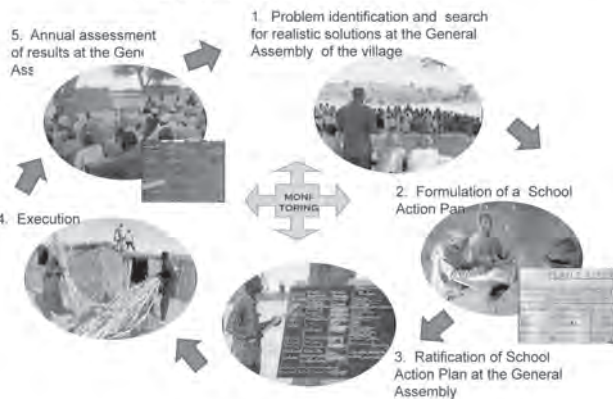 1. Problem identification and search
for realistic solutions at the General
Assembly of the village
2. Formulation of a School
Action Pan
3. Ratification of School
Action Plan at the General
Assembly
4. Execution
5. Annual assessment
of results at the Gen
Ass
MONI
TORING